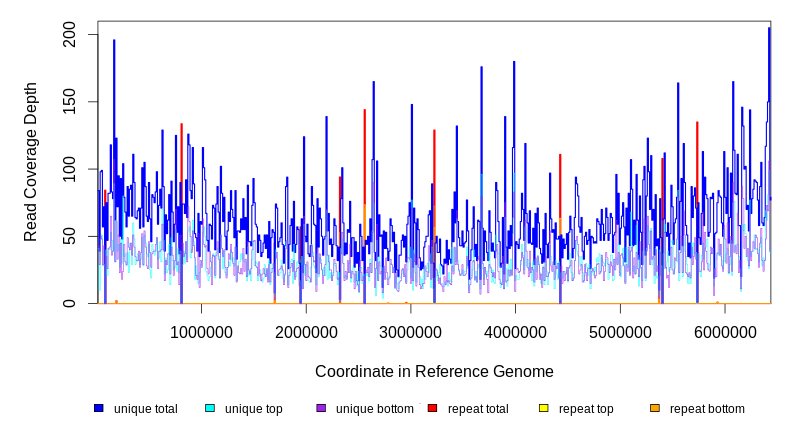 200
150
100
50
0
Read Coverage Depth
1000000 2000000 3000000 4000000 5000000 6000000
Coordinate in Reference Genome
unique total unique top unique bottom repeat total repeat top repeat bottom